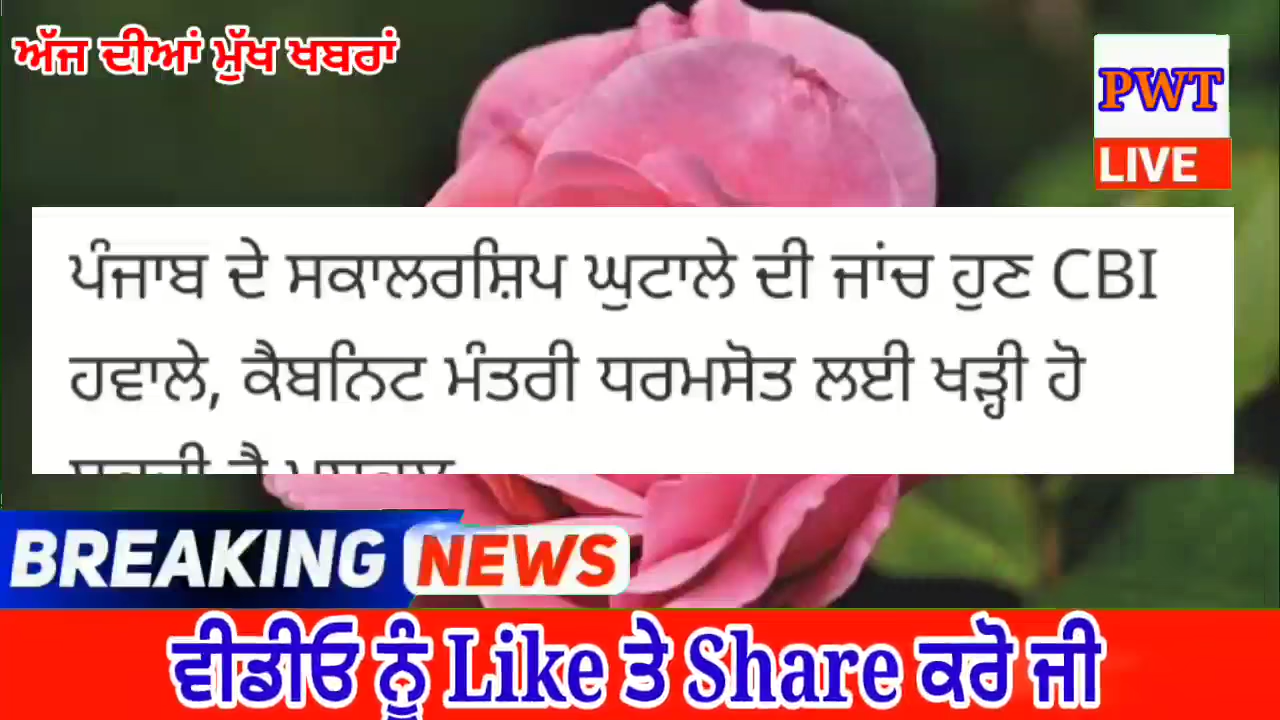 ਅੱਜ ਦੀਆਂ ਮੁੱਖ ਖਬਰਾਂ
PWT
LIVE
ਪੰਜਾਬ ਦੇ ਸਕਾਲਰਸ਼ਿਪ ਘੁਟਾਲੇ ਦੀ ਜਾਂਚ ਹੁਣ CBI
ਹਵਾਲੇ, ਕੈਬਨਿਟ ਮੰਤਰੀ ਧਰਮਸੋਤ ਲਈ ਖੜ੍ਹੀ ਹੋ
BREAKING NEWS
ਵੀਡੀਓ ਨੂੰ Like ਤੇ Share ਕਰੋ ਜੀ